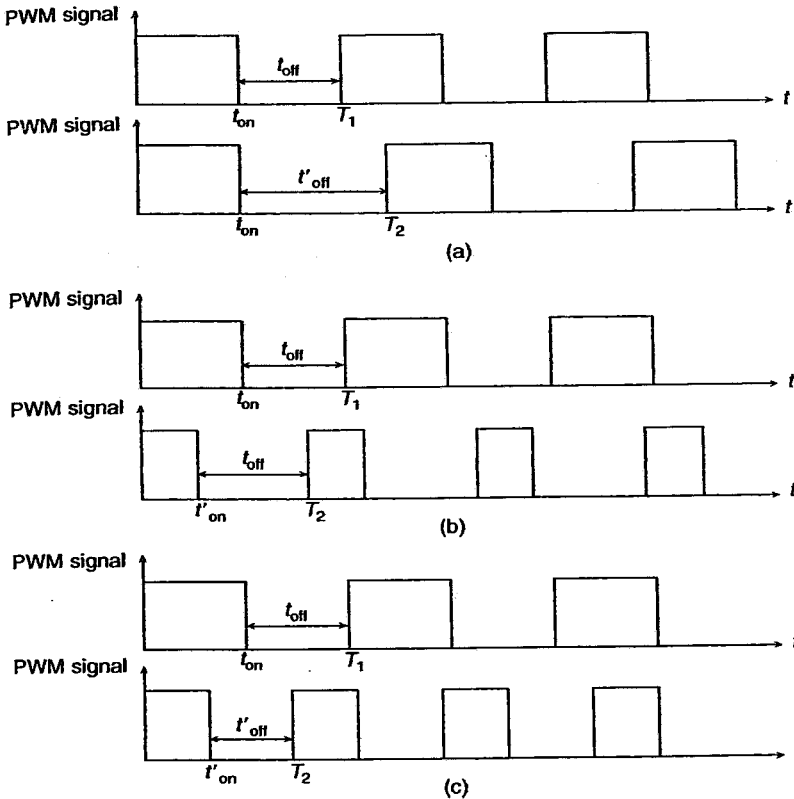 PWM signal
t_off
t
t_on
T_1
PWM signal
t'_off
t
t_on
T_2
(a)
PWM signal
t_off
t
t_on
T_1
PWM signal
t_off
t
t'_on
T_2
(b)
PWM signal
t_off
t_on
T_1
PWM signal
t'_off
t'_on
T_2
(c)